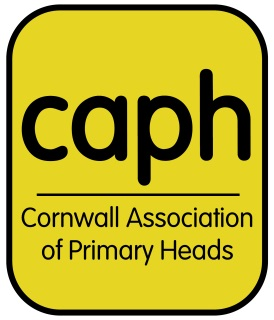 caph
Cornwall Association
of Primary Heads